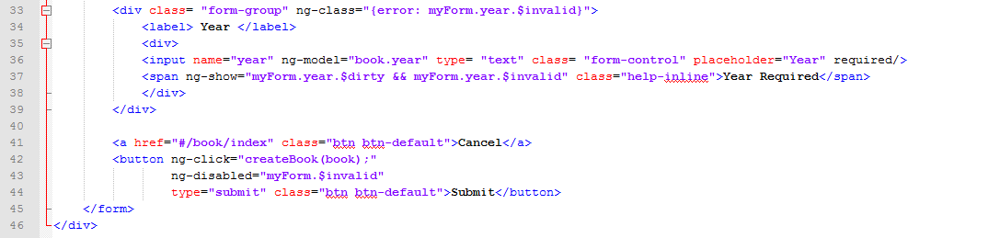 33 <div class= "form-group" ng-class="{error: myForm.year.$invalid}">
34 <label> Year </label>
35 <div>
36 <input name="year" ng-model="book.year" type= "text" class= "form-control" placeholder="Year" required/>
37 <span ng-show="myForm.year.$dirty && myForm.year.$invalid" class="help-inline">Year Required</span>
38 </div>
39 </div>
40
41 <a href="#/book/index" class="btn btn-default">Cancel</a>
42 <button ng-click="createBook(book);"
43 ng-disabled="myForm.$invalid"
44 type="submit" class="btn btn-default">Submit</button>
45 </form>
46 </div>